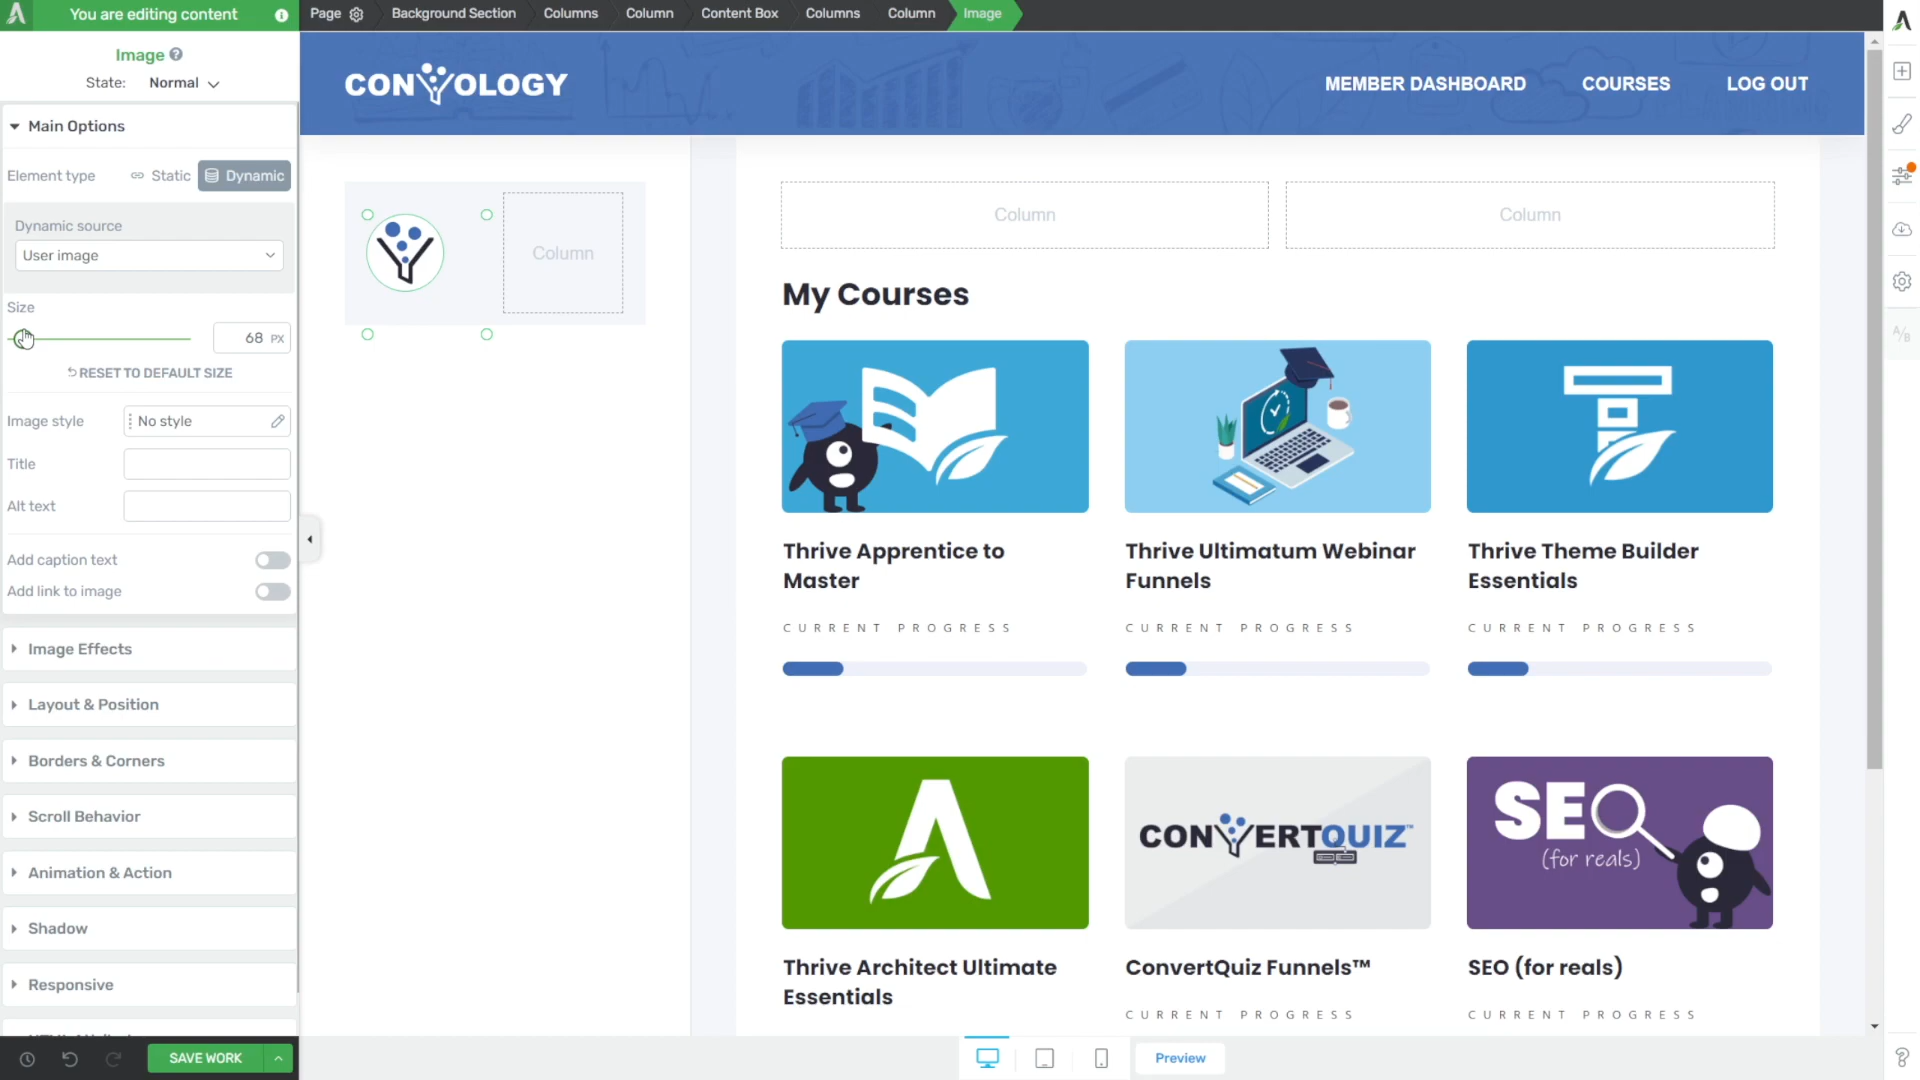 You are editing content
Page
Background Section
Columns
Column
Content Box
Columns
Column
Image
Image
State: Normal
Main Options
Element type
Static
Dynamic
Dynamic source
User image
Size
68 PX
RESET TO DEFAULT SIZE
Image style
No style
Title
Alt text
Add caption text
Add link to image
Image Effects
Layout & Position
Borders & Corners
Scroll Behavior
Animation & Action
Shadow
Responsive
SAVE WORK
CONVOLOGY
MEMBER DASHBOARD
COURSES
LOG OUT
Column
Column
Column
My Courses
Thrive Apprentice to
Master
CURRENT PROGRESS
Thrive Ultimatum Webinar
Funnels
CURRENT PROGRESS
Thrive Theme Builder
Essentials
CURRENT PROGRESS
Thrive Architect Ultimate
Essentials
CONVERTQUIZ™
ConvertQuiz Funnels™
CURRENT PROGRESS
SEO
(for reals)
SEO (for reals)
CURRENT PROGRESS
Preview
A/B